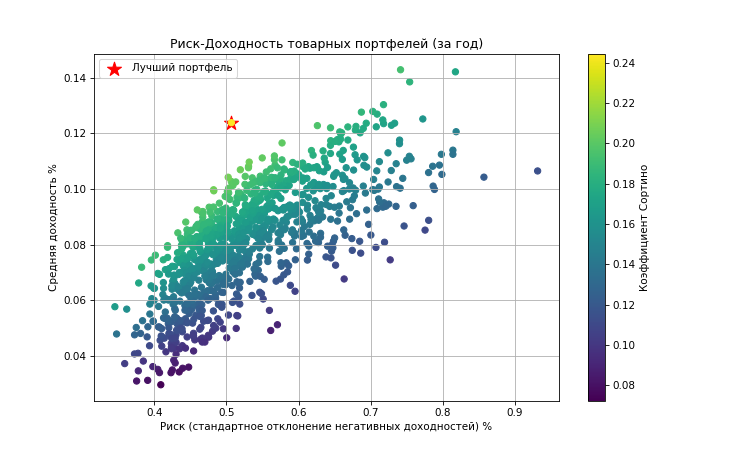 Риск-Доходность товарных портфелей (за год)
Лучший портфель
Средняя доходность %
0.14
0.12
0.10
0.08
0.06
0.04
0.4 0.5 0.6 0.7 0.8 0.9
Риск (стандартное отклонение негативных доходностей) %
0.24
0.22
0.20
0.18
0.16
0.14
0.12
0.10
0.08
Коэффициент Сортино